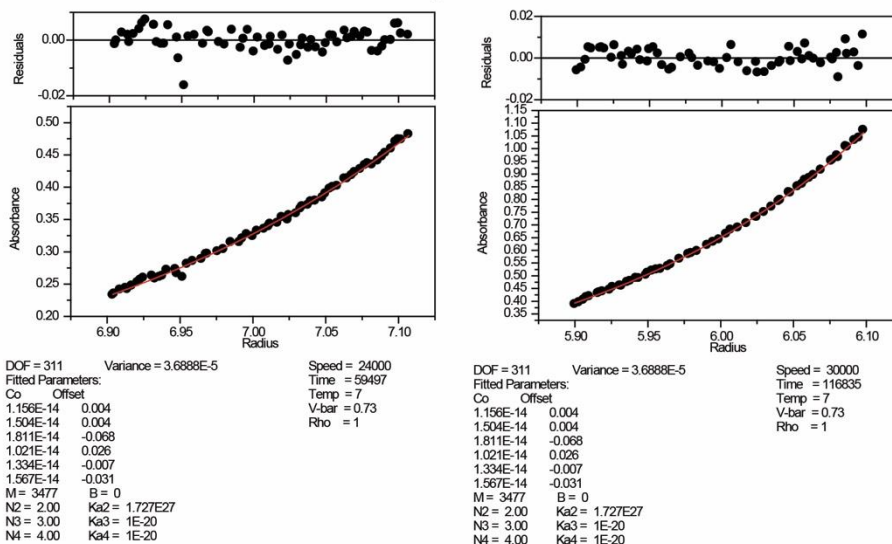 Residuals
0.00
-0.02
Absorbance
0.50
0.45
0.40
0.35
0.30
0.25
0.20
6.90 6.95 7.00 7.05 7.10
Radius
DOF = 311 Variance = 3.6888E-5 Speed = 24000
Fitted Parameters: Time = 59497
Co Offset Temp = 7
1.156E-14 0.004 V-bar = 0.73
1.504E-14 0.004 Rho = 1
1.811E-14 -0.068
1.021E-14 0.026
1.334E-14 -0.007
1.567E-14 -0.031
M = 3477 B = 0
N2 = 2.00 Ka2 = 1.727E27
N3 = 3.00 Ka3 = 1E-20
N4 = 4.00 Ka4 = 1E-20
Residuals
0.02
0.00
-0.02
Absorbance
1.15
1.05
0.95
0.85
0.75
0.65
0.55
0.45
0.35
1.10
1.00
0.90
0.80
0.70
0.60
0.50
0.40
5.90 5.95 6.00 6.05 6.10
Radius
DOF = 311 Variance = 3.6888E-5 Speed = 30000
Fitted Parameters: Time = 116835
Co Offset Temp = 7
1.156E-14 0.004 V-bar = 0.73
1.504E-14 0.004 Rho = 1
1.811E-14 -0.068
1.021E-14 0.026
1.334E-14 -0.007
1.567E-14 -0.031
M = 3477 B = 0
N2 = 2.00 Ka2 = 1.727E27
N3 = 3.00 Ka3 = 1E-20
N4 = 4.00 Ka4 = 1E-20